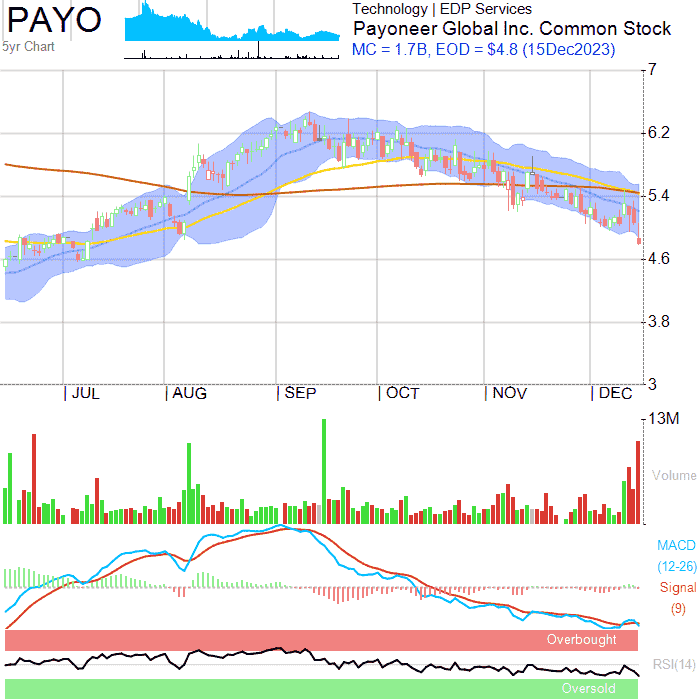 PAYO
5yr Chart
Technology | EDP Services
Payoneer Global Inc. Common Stock
MC = 1.7B, EOD = $4.8 (15Dec2023)
7
6.2
5.4
4.6
3.8
3
| JUL | AUG | SEP | OCT | NOV | DEC
13M
Volume
MACD
(12-26)
Signal
(9)
Overbought
RSI(14)
Oversold